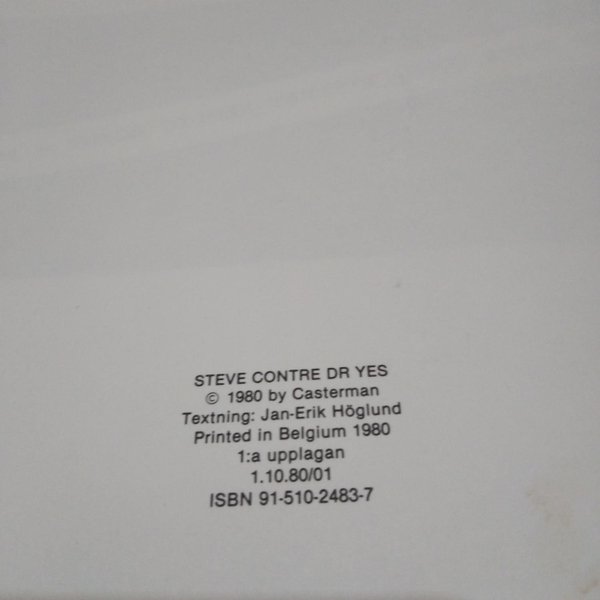 STEVE CONTRE DR YES
© 1980 by Casterman
Textning: Jan-Erik Höglund
Printed in Belgium 1980
1:a upplagan
1.10.80/01
ISBN 91-510-2483-7